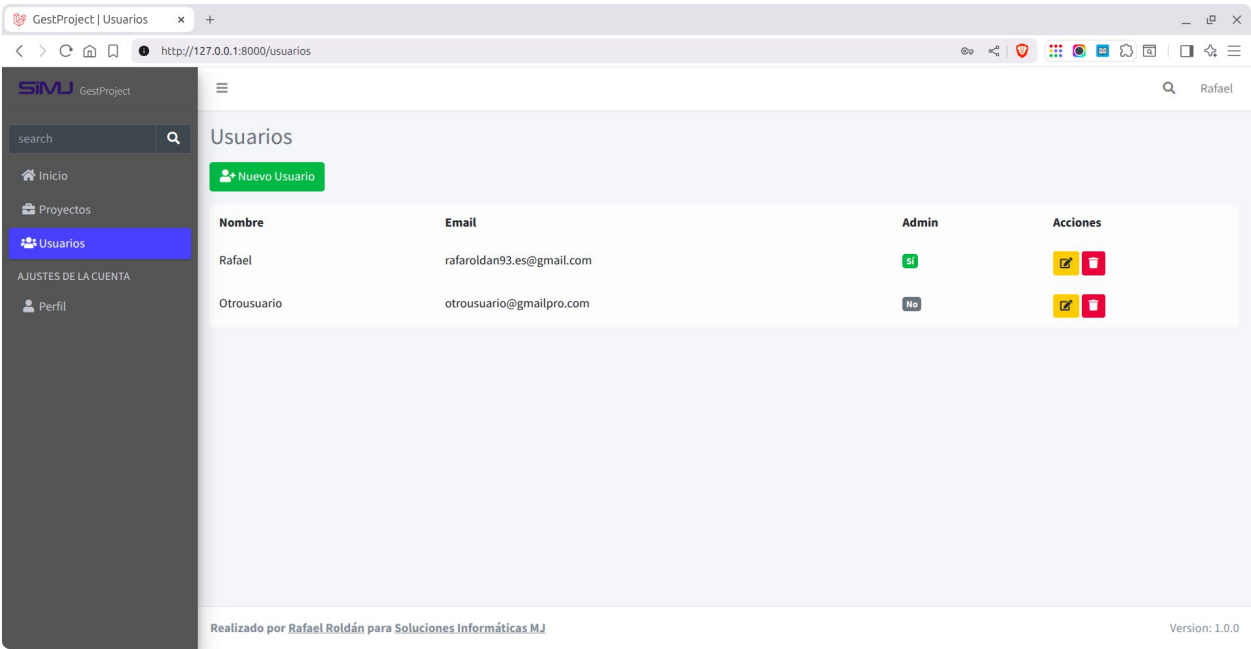 GestProject | Usuarios
http://127.0.0.1:8000/usuarios
SiMJ GestProject
Rafael
search
Inicio
Proyectos
Usuarios
AJUSTES DE LA CUENTA
Perfil
Usuarios
Nuevo Usuario
Nombre Email Admin Acciones
Rafael rafaroldan93.es@gmail.com Sí
Otrousuario otrousuario@gmailpro.com No
Realizado por Rafael Roldán para Soluciones Informáticas MJ
Version: 1.0.0